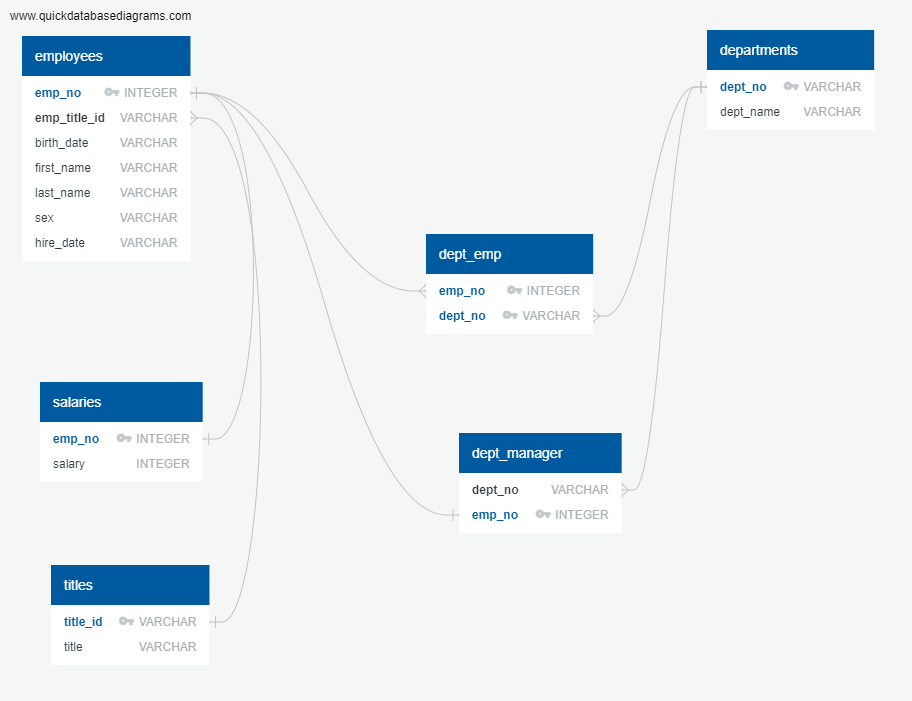 www.quickdatabasediagrams.com
employees
emp_no INTEGER
emp_title_id VARCHAR
birth_date VARCHAR
first_name VARCHAR
last_name VARCHAR
sex VARCHAR
hire_date VARCHAR
departments
dept_no VARCHAR
dept_name VARCHAR
dept_emp
emp_no INTEGER
dept_no VARCHAR
salaries
emp_no INTEGER
salary INTEGER
dept_manager
dept_no VARCHAR
emp_no INTEGER
titles
title_id VARCHAR
title VARCHAR